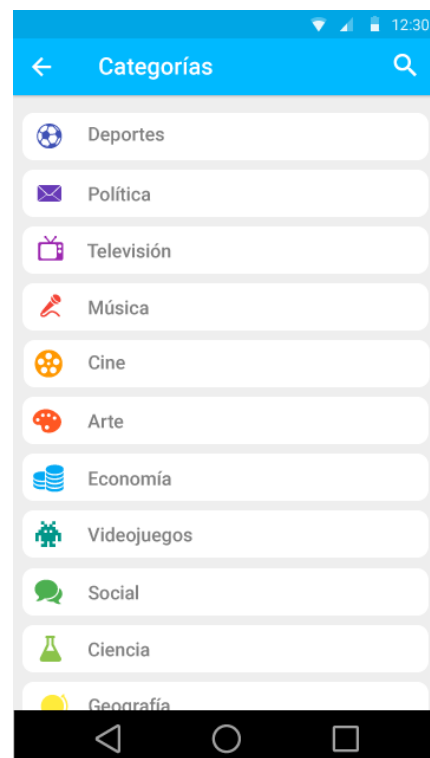 12:30
Categorías
Deportes
Política
Televisión
Música
Cine
Arte
Economía
Videojuegos
Social
Ciencia
Geografía